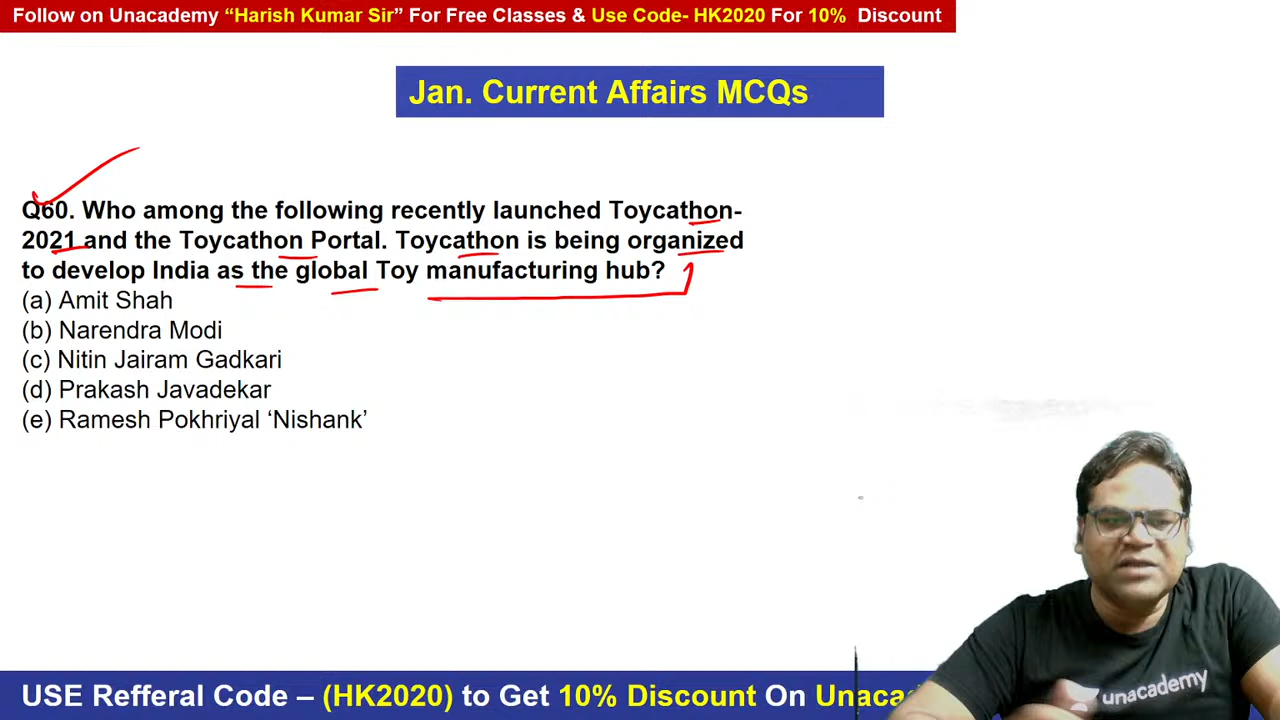 Follow on Unacademy “Harish Kumar Sir” For Free Classes & Use Code- HK2020 For 10% Discount
Jan. Current Affairs MCQs
Q60. Who among the following recently launched Toycathon-
2021 and the Toycathon Portal. Toycathon is being organized
to develop India as the global Toy manufacturing hub?
(a) Amit Shah
(b) Narendra Modi
(c) Nitin Jairam Gadkari
(d) Prakash Javadekar
(e) Ramesh Pokhriyal ‘Nishank’
unacademy
USE Refferal Code – (HK2020) to Get 10% Discount On